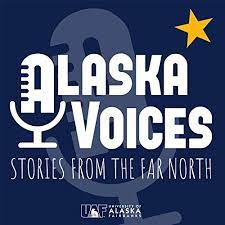 ALASKA
VOICES
STORIES FROM THE FAR NORTH
UAF UNIVERSITY OF
ALASKA
FAIRBANKS